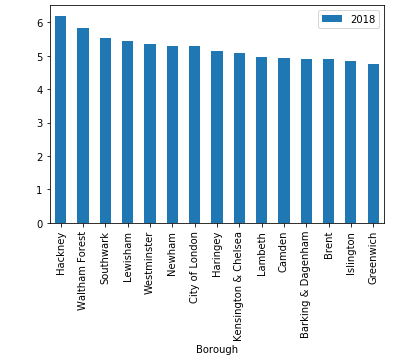 2018
6
5
4
3
2
1
0
Hackney
Waltham Forest
Southwark
Lewisham
Westminster
Newham
City of London
Haringey
Kensington & Chelsea
Lambeth
Camden
Barking & Dagenham
Brent
Islington
Greenwich
Borough